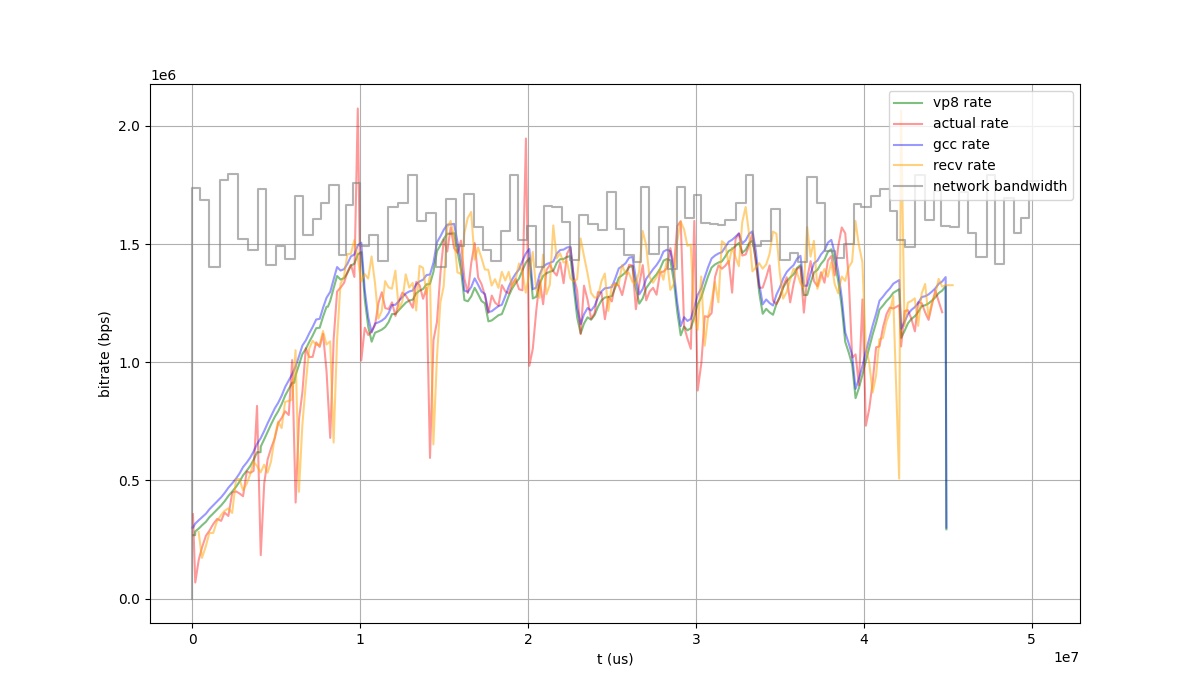 1e6
vp8 rate
actual rate
gcc rate
recv rate
network bandwidth
2.0
1.5
1.0
0.5
0.0
bitrate (bps)
0 1 2 3 4 5
t (us)
1e7